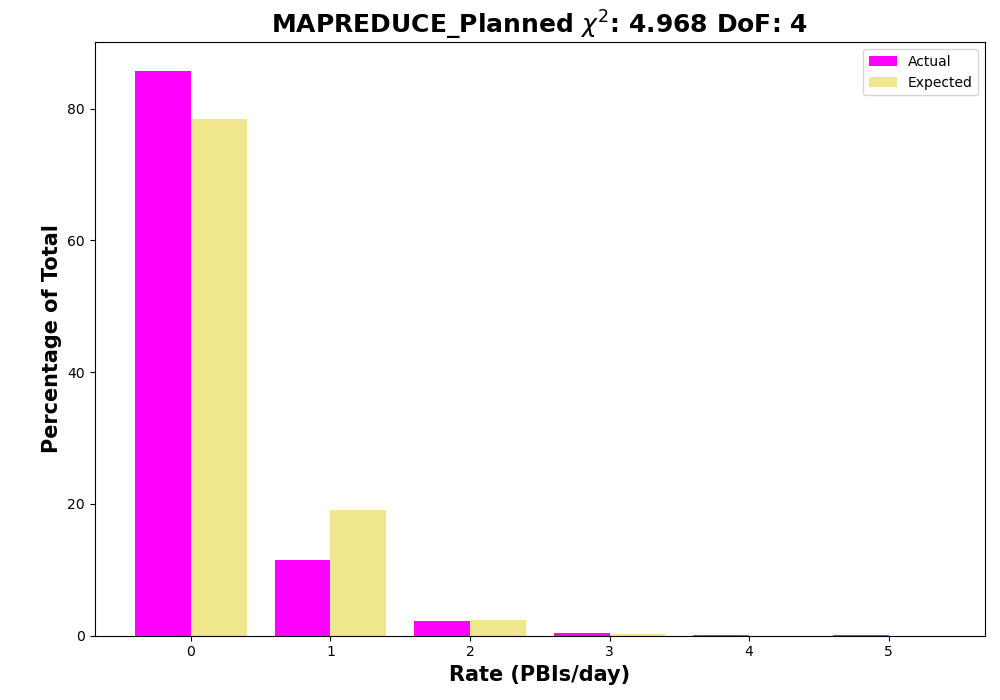 MAPREDUCE_Planned χ²: 4.968 DoF: 4
Actual
Expected
Percentage of Total
80
60
40
20
0
0 1 2 3 4 5
Rate (PBIs/day)